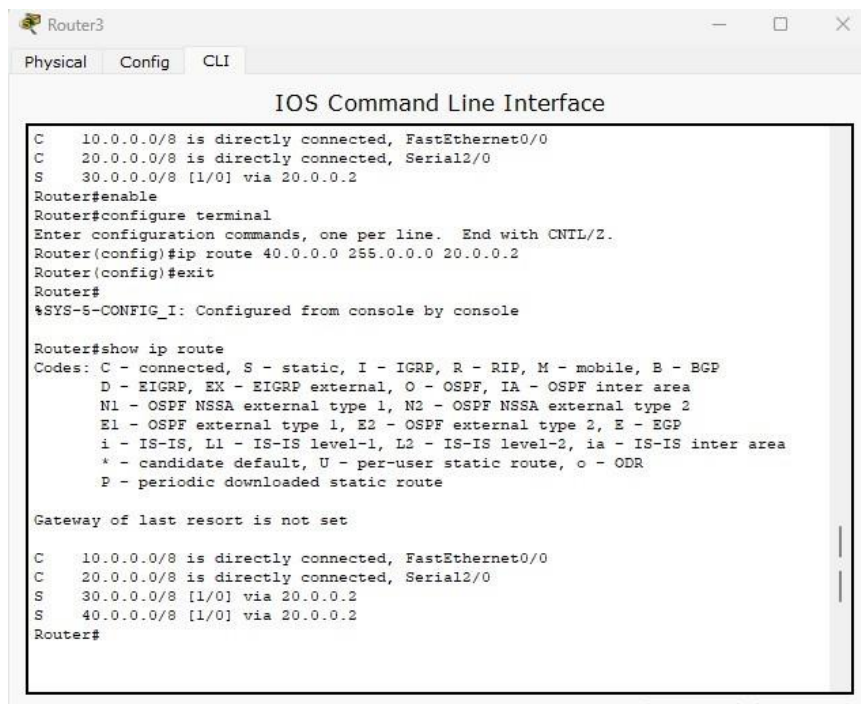 Router3
Physical Config CLI
IOS Command Line Interface
C    10.0.0.0/8 is directly connected, FastEthernet0/0
C    20.0.0.0/8 is directly connected, Serial2/0
S    30.0.0.0/8 [1/0] via 20.0.0.2
Router#enable
Router#configure terminal
Enter configuration commands, one per line.  End with CNTL/Z.
Router(config)#ip route 40.0.0.0 255.0.0.0 20.0.0.2
Router(config)#exit
Router#
%SYS-5-CONFIG_I: Configured from console by console
Router#show ip route
Codes: C - connected, S - static, I - IGRP, R - RIP, M - mobile, B - BGP
       D - EIGRP, EX - EIGRP external, O - OSPF, IA - OSPF inter area
       N1 - OSPF NSSA external type 1, N2 - OSPF NSSA external type 2
       E1 - OSPF external type 1, E2 - OSPF external type 2, E - EGP
       i - IS-IS, L1 - IS-IS level-1, L2 - IS-IS level-2, ia - IS-IS inter area
       * - candidate default, U - per-user static route, o - ODR
       P - periodic downloaded static route
Gateway of last resort is not set
C    10.0.0.0/8 is directly connected, FastEthernet0/0
C    20.0.0.0/8 is directly connected, Serial2/0
S    30.0.0.0/8 [1/0] via 20.0.0.2
S    40.0.0.0/8 [1/0] via 20.0.0.2
Router#